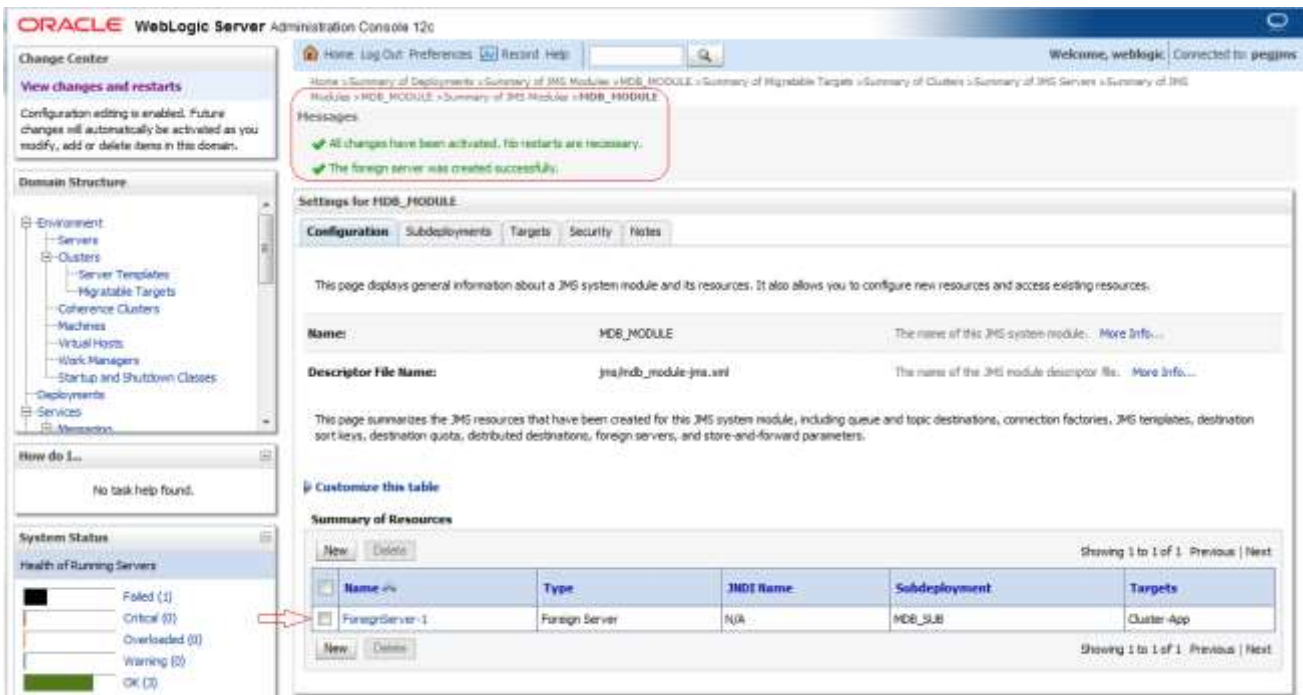 ORACLE WebLogic Server Administration Console 12c
Change Center
View changes and restarts
Configuration editing is enabled. Future
changes will automatically be activated as you
modify, add or delete items in this domain.
Domain Structure
Environment
Servers
Clusters
Server Templates
Migratable Targets
Coherence Clusters
Machines
Virtual Hosts
Work Managers
Startup and Shutdown Classes
Deployments
Services
Messaging
How do I...
No task help found.
System Status
Health of Running Servers
Failed (1)
Critical (0)
Overloaded (0)
Warning (0)
OK (3)
Home Log Out Preferences Record Help
Welcome, weblogic Connected to:
Home >Summary of Deployments >Summary of JMS Modules >MDB_MODULE >Summary of Migratable Targets >Summary of Clusters >Summary of JMS Servers >Summary of JMS
Modules >MDB_MODULE >Summary of JMS Modules >MDB_MODULE
Messages
All changes have been activated. No restarts are necessary.
The foreign server was created successfully.
Settings for MDB_MODULE
Configuration Subdeployments Targets Security Notes
This page displays general information about a JMS system module and its resources. It also allows you to configure new resources and access existing resources.
Name: MDB_MODULE The name of this JMS system module. More Info...
Descriptor File Name: jms/mdb_module-jms.xml The name of the JMS module descriptor file. More Info...
This page summarizes the JMS resources that have been created for this JMS system module, including queue and topic destinations, connection factories, JMS templates, destination
sort keys, destination quota, distributed destinations, foreign servers, and store-and-forward parameters.
Customize this table
Summary of Resources
New Delete Showing 1 to 1 of 1 Previous | Next
Name Type JNDI Name Subdeployment Targets
ForeignServer-1 Foreign Server N/A MDB_SUB Cluster-App
New Delete Showing 1 to 1 of 1 Previous | Next